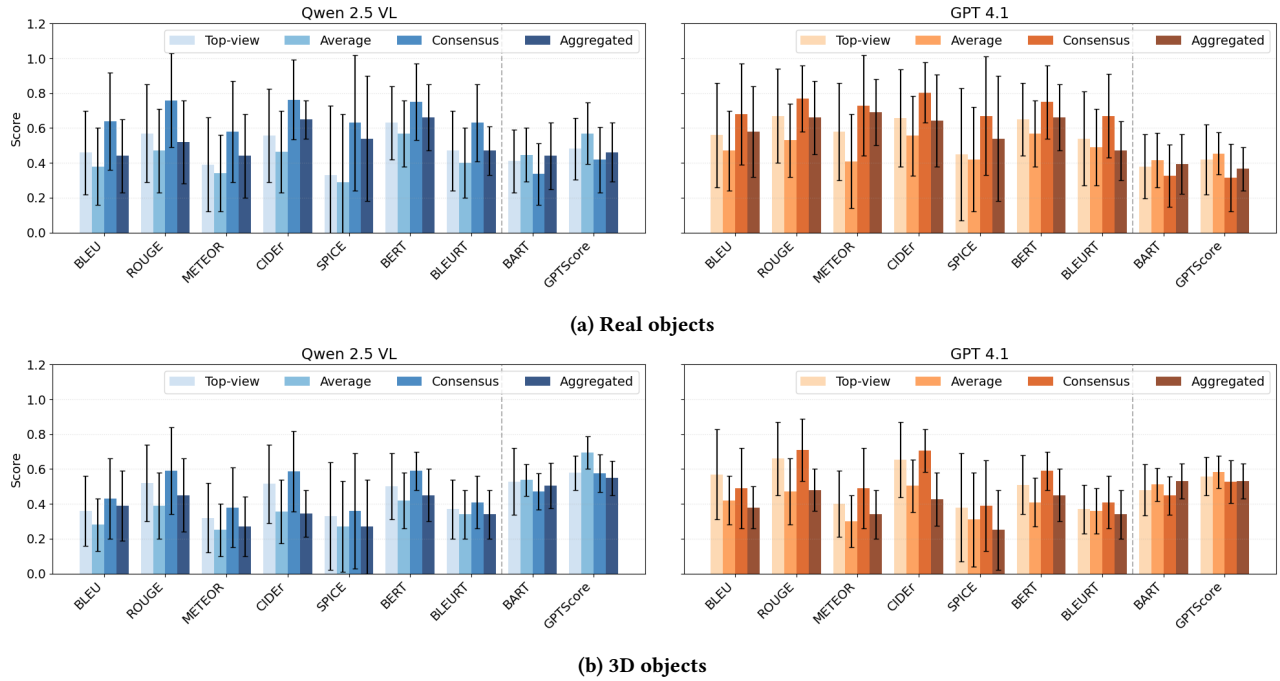 Qwen 2.5 VL
GPT 4.1
Score
1.2
1.0
0.8
0.6
0.4
0.2
0.0
Top-view Average Consensus Aggregated
Top-view Average Consensus Aggregated
BLEU ROUGE METEOR CIDEr SPICE BERT BLEURT BART GPTScore
BLEU ROUGE METEOR CIDEr SPICE BERT BLEURT BART GPTScore
(a) Real objects
Qwen 2.5 VL
GPT 4.1
Score
1.2
1.0
0.8
0.6
0.4
0.2
0.0
Top-view Average Consensus Aggregated
Top-view Average Consensus Aggregated
BLEU ROUGE METEOR CIDEr SPICE BERT BLEURT BART GPTScore
BLEU ROUGE METEOR CIDEr SPICE BERT BLEURT BART GPTScore
(b) 3D objects